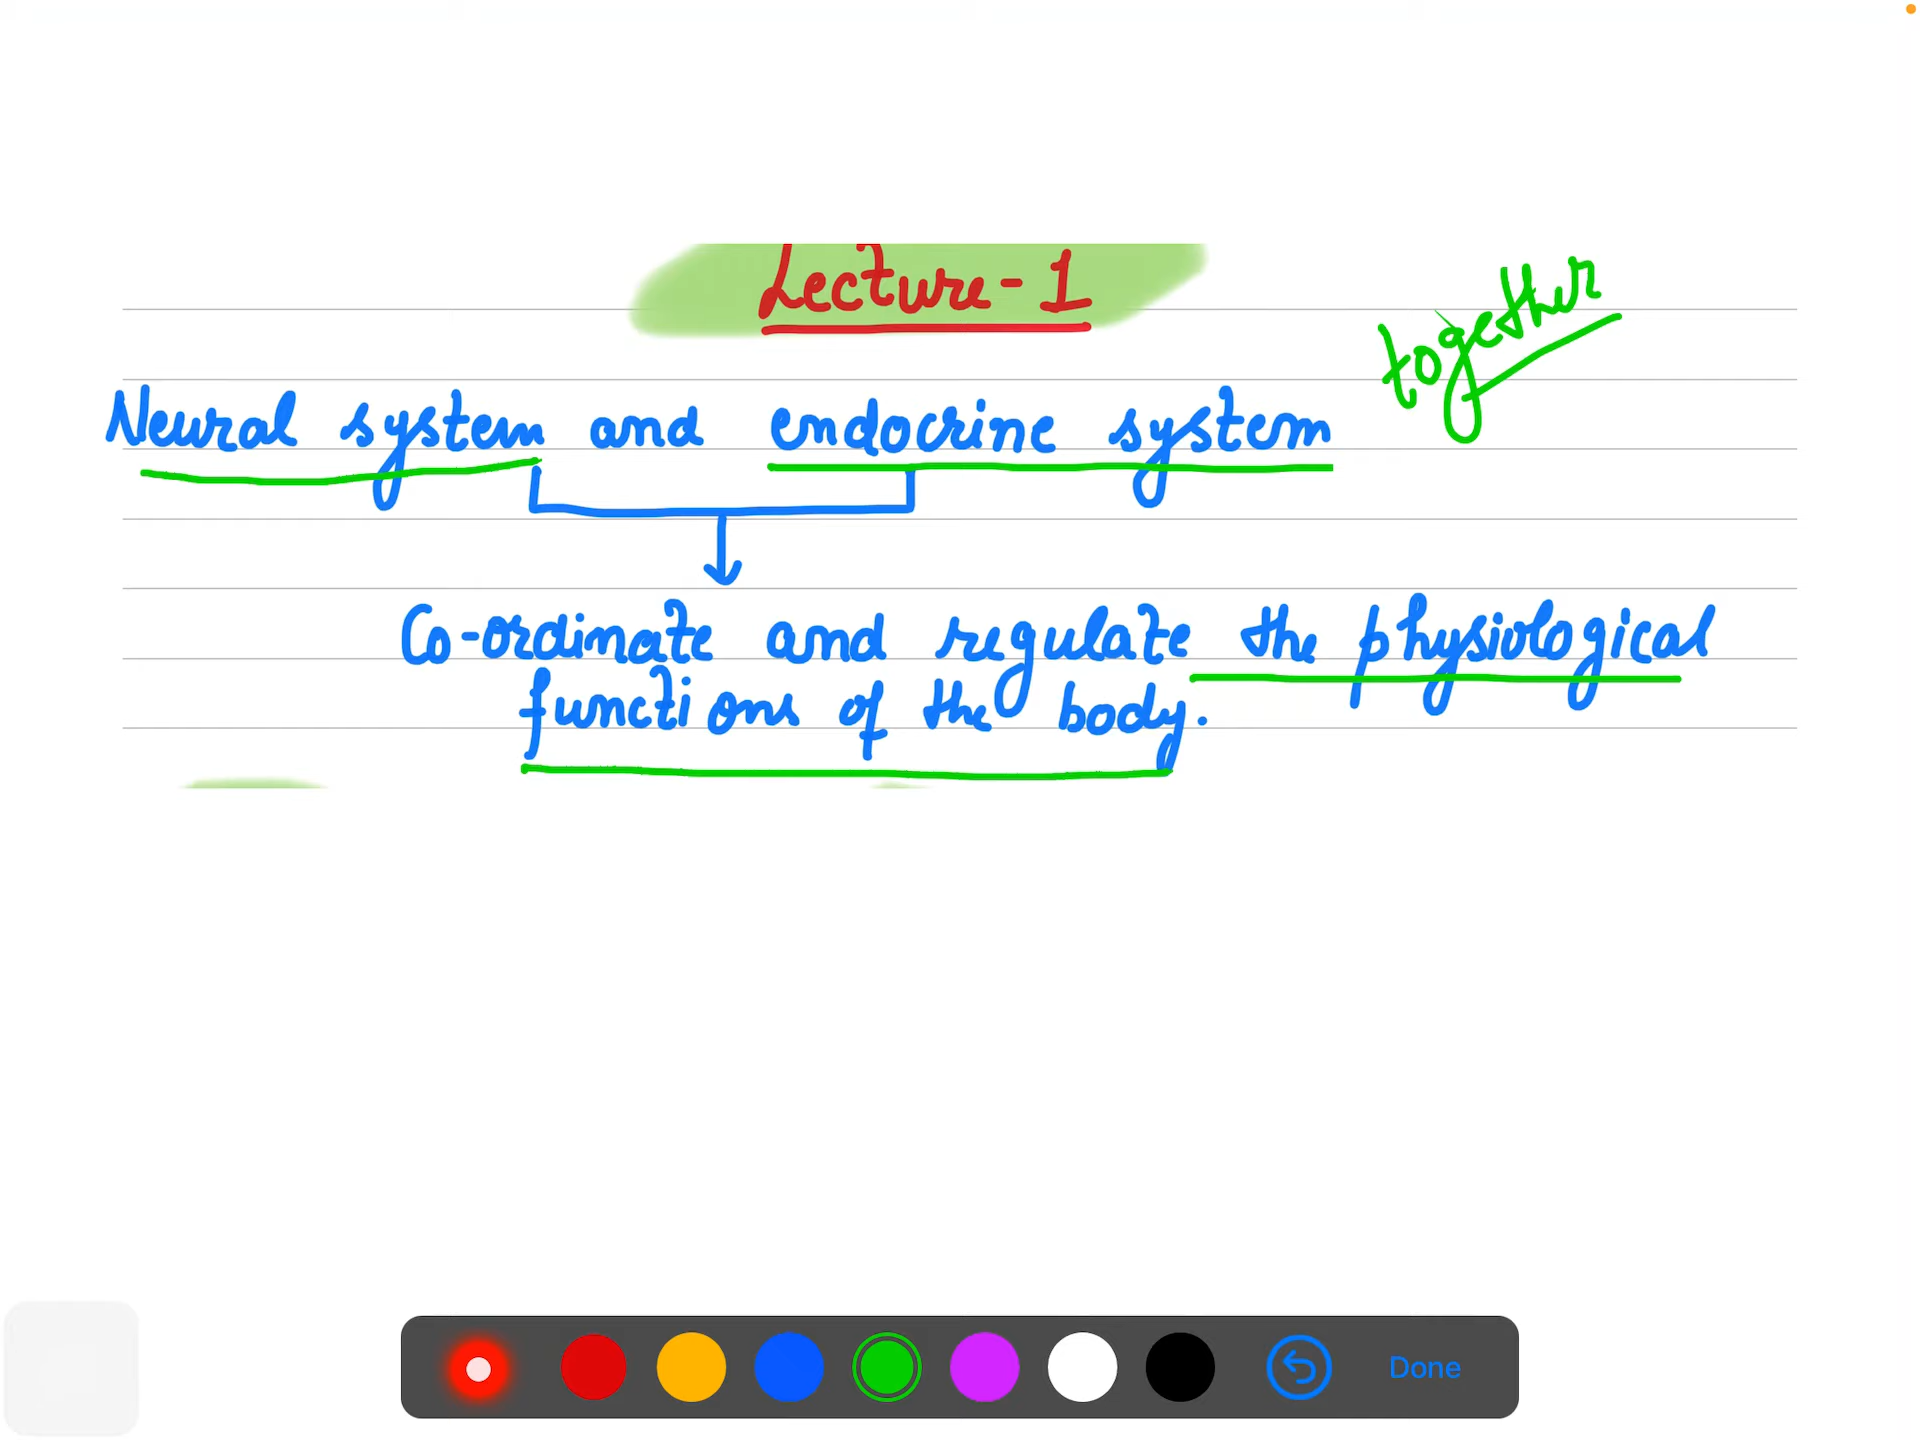 Lecture-1
together
Neural system and endocrine system
Co-ordinate and regulate the physiological
functions of the body.
Done